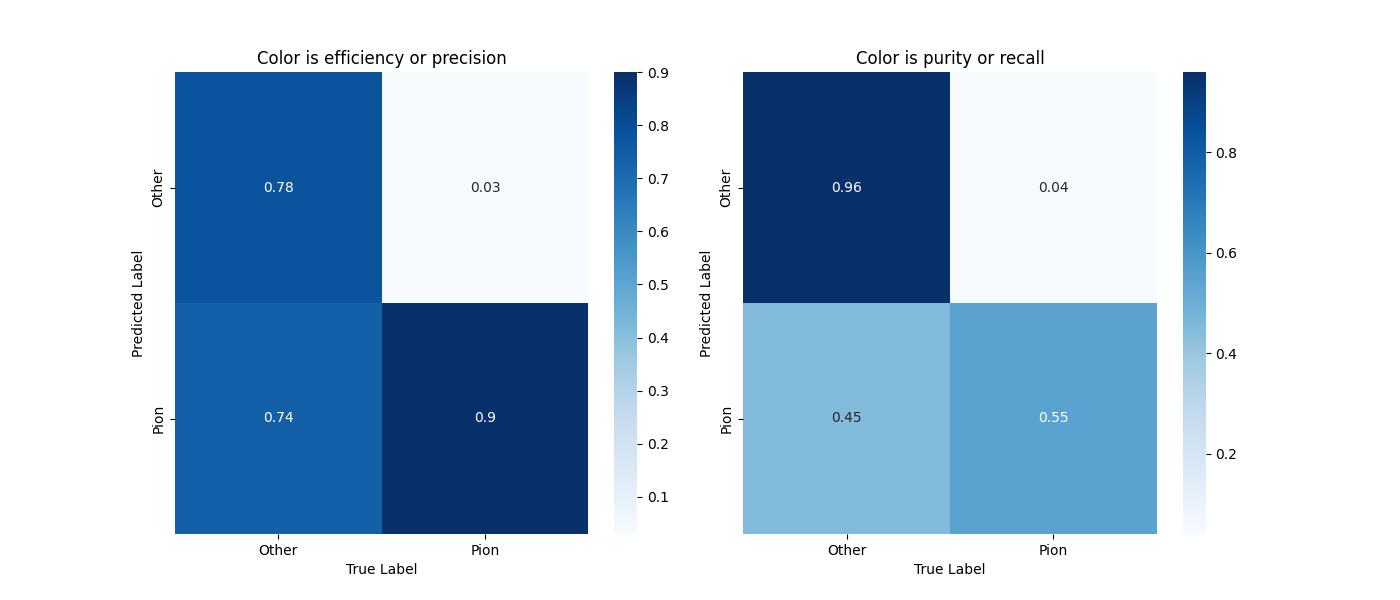 Color is efficiency or precision
Predicted Label
Other
Pion
0.78
0.03
0.74
0.9
Other
Pion
True Label
0.9
0.8
0.7
0.6
0.5
0.4
0.3
0.2
0.1
Color is purity or recall
Predicted Label
Other
Pion
0.96
0.04
0.45
0.55
Other
Pion
True Label
0.8
0.6
0.4
0.2